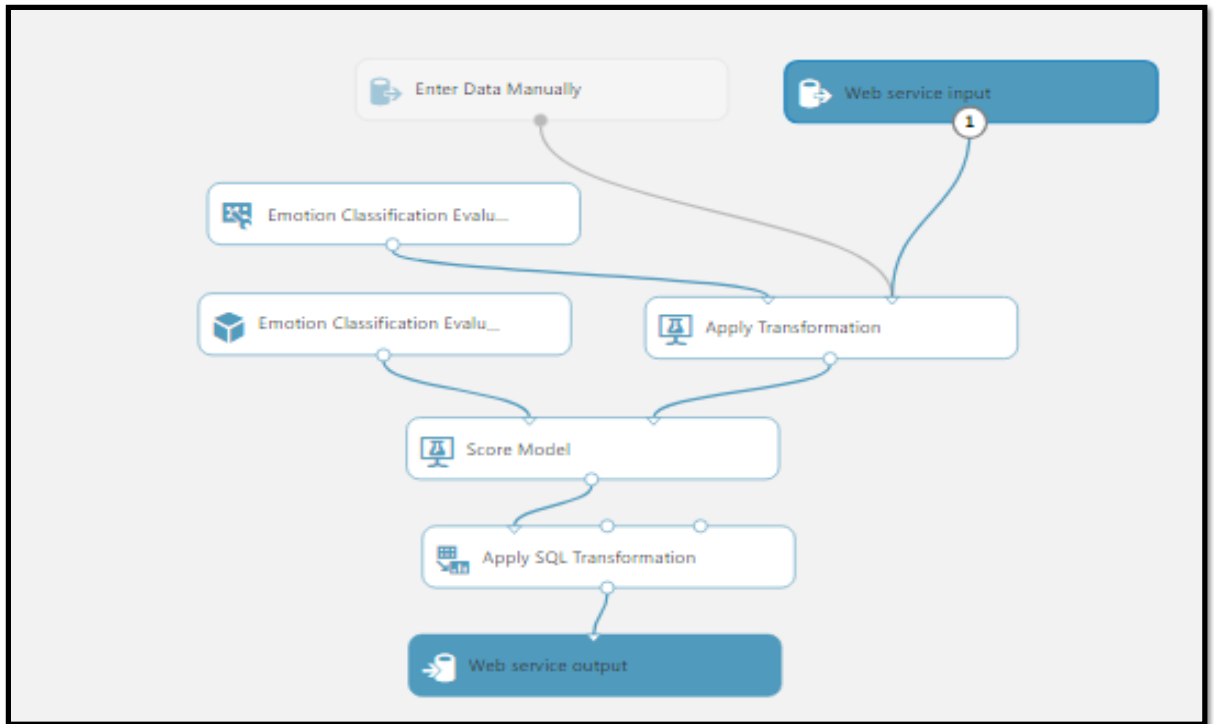 Enter Data Manually
Web service input
1
Emotion Classification Evalu...
Emotion Classification Evalu...
Apply Transformation
Score Model
Apply SQL Transformation
Web service output